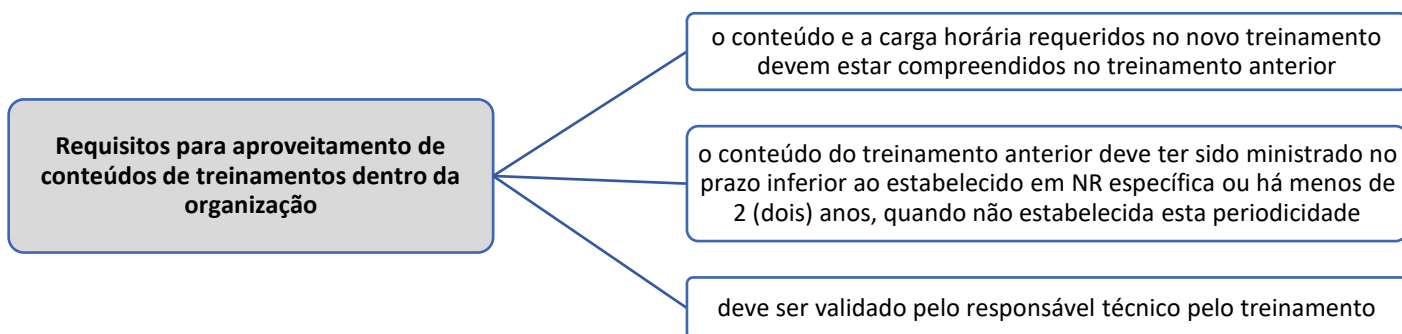 Requisitos para aproveitamento de
conteúdos de treinamentos dentro da
organização
o conteúdo e a carga horária requeridos no novo treinamento
devem estar compreendidos no treinamento anterior
o conteúdo do treinamento anterior deve ter sido ministrado no
prazo inferior ao estabelecido em NR específica ou há menos de
2 (dois) anos, quando não estabelecida esta periodicidade
deve ser validado pelo responsável técnico pelo treinamento